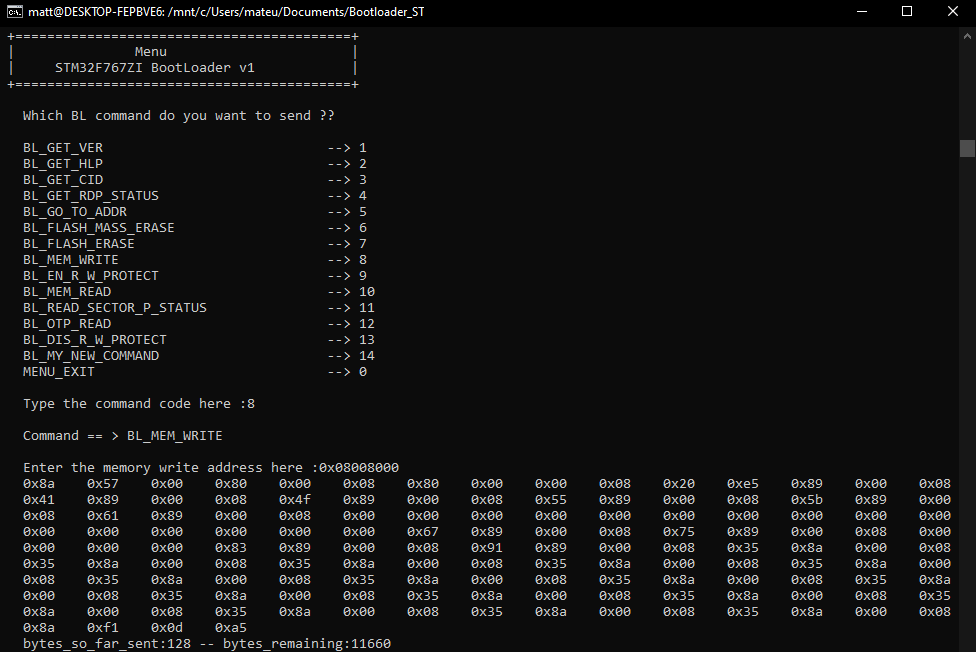 matt@DESKTOP-FEPBVE6: /mnt/c/Users/mateu/Documents/Bootloader_ST
+==========================================+
|               Menu                       |
|     STM32F767ZI BootLoader v1            |
+==========================================+
Which BL command do you want to send ??
BL_GET_VER                            --> 1
BL_GET_HLP                            --> 2
BL_GET_CID                            --> 3
BL_GET_RDP_STATUS                     --> 4
BL_GO_TO_ADDR                         --> 5
BL_FLASH_MASS_ERASE                   --> 6
BL_FLASH_ERASE                        --> 7
BL_MEM_WRITE                          --> 8
BL_EN_R_W_PROTECT                     --> 9
BL_MEM_READ                           --> 10
BL_READ_SECTOR_P_STATUS               --> 11
BL_OTP_READ                           --> 12
BL_DIS_R_W_PROTECT                    --> 13
BL_MY_NEW_COMMAND                     --> 14
MENU_EXIT                             --> 0
Type the command code here :8
Command == > BL_MEM_WRITE
Enter the memory write address here :0x08008000
0x8a 0x57 0x00 0x80 0x00 0x08 0x80 0x00 0x00 0x08 0x20 0xe5 0x89 0x00 0x08
0x41 0x89 0x00 0x08 0x4f 0x89 0x00 0x08 0x55 0x89 0x00 0x08 0x5b 0x89 0x00
0x08 0x61 0x89 0x00 0x08 0x00 0x00 0x00 0x00 0x00 0x00 0x00 0x00 0x00 0x00
0x00 0x00 0x00 0x00 0x00 0x00 0x67 0x89 0x00 0x08 0x75 0x89 0x00 0x08 0x00
0x00 0x00 0x00 0x83 0x89 0x00 0x08 0x91 0x89 0x00 0x08 0x35 0x8a 0x00 0x08
0x35 0x8a 0x00 0x08 0x35 0x8a 0x00 0x08 0x35 0x8a 0x00 0x08 0x35 0x8a 0x00
0x08 0x35 0x8a 0x00 0x08 0x35 0x8a 0x00 0x08 0x35 0x8a 0x00 0x08 0x35 0x8a
0x00 0x08 0x35 0x8a 0x00 0x08 0x35 0x8a 0x00 0x08 0x35 0x8a 0x00 0x08 0x35
0x8a 0x00 0x08 0x35 0x8a 0x00 0x08 0x35 0x8a 0x00 0x08 0x35 0x8a 0x00 0x08
0x8a 0xf1 0x0d 0xa5
bytes_so_far_sent:128 -- bytes_remaining:11660